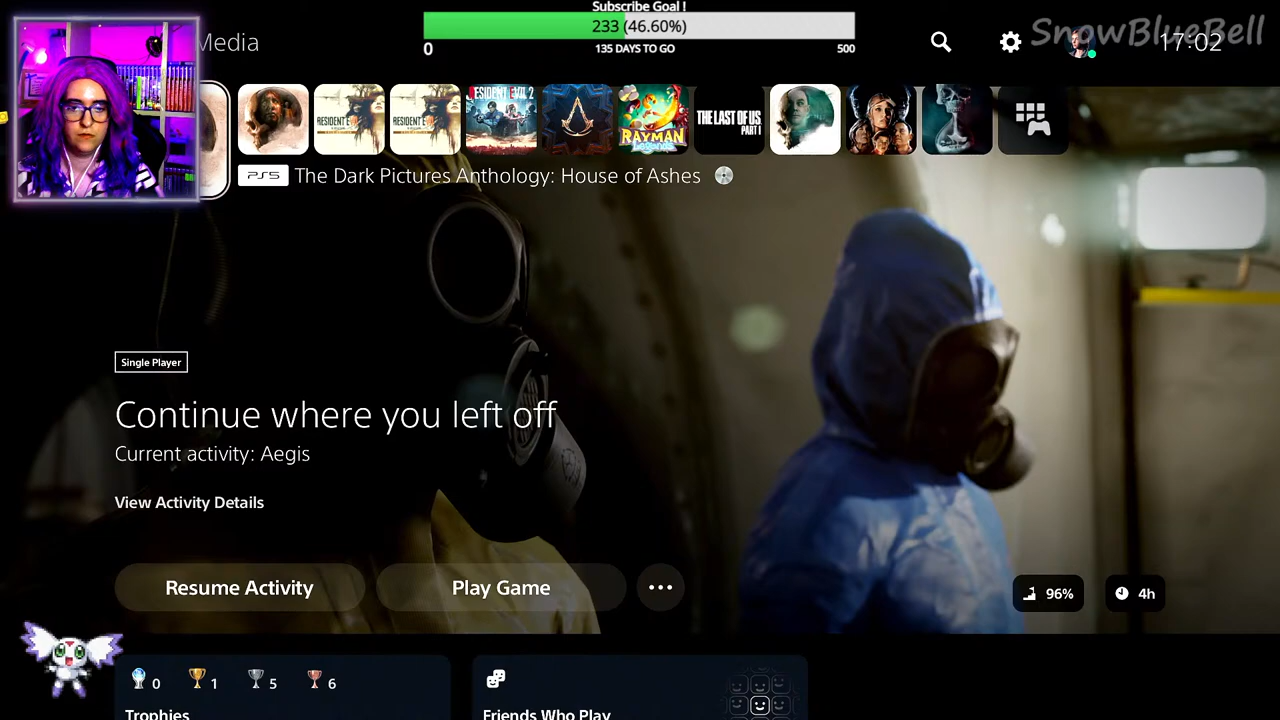 Subscribe Goal !
233 (46.60%)
0
135 DAYS TO GO
500
Media
SnowBlueBell
17:02
RESIDENT EVIL 2
RAYMAN
Legends
THE LAST OF US
PART I
PS5 The Dark Pictures Anthology: House of Ashes
Single Player
Continue where you left off
Current activity: Aegis
View Activity Details
Resume Activity
Play Game
96%
4h
0
1
5
6
Trophies
Friends Who Play